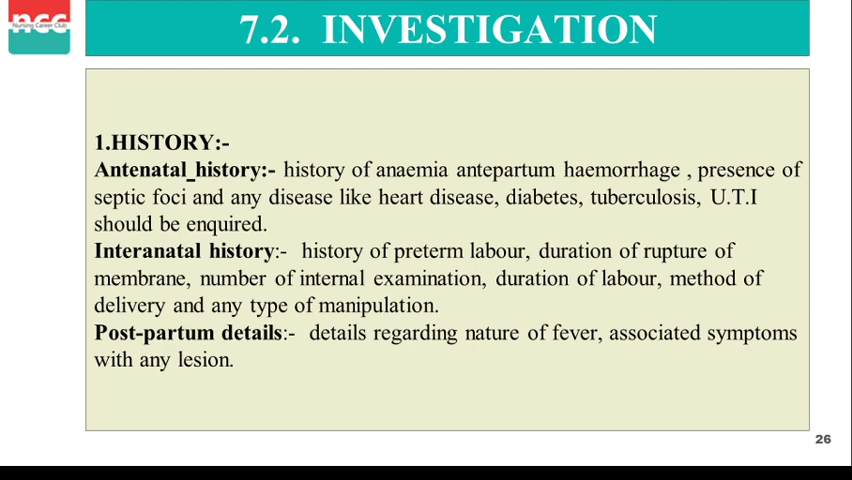 ncc
Nursing Career Club
7.2. INVESTIGATION
1.HISTORY:-
Antenatal_history:- history of anaemia antepartum haemorrhage , presence of
septic foci and any disease like heart disease, diabetes, tuberculosis, U.T.I
should be enquired.
Interanatal history:- history of preterm labour, duration of rupture of
membrane, number of internal examination, duration of labour, method of
delivery and any type of manipulation.
Post-partum details:- details regarding nature of fever, associated symptoms
with any lesion.
26